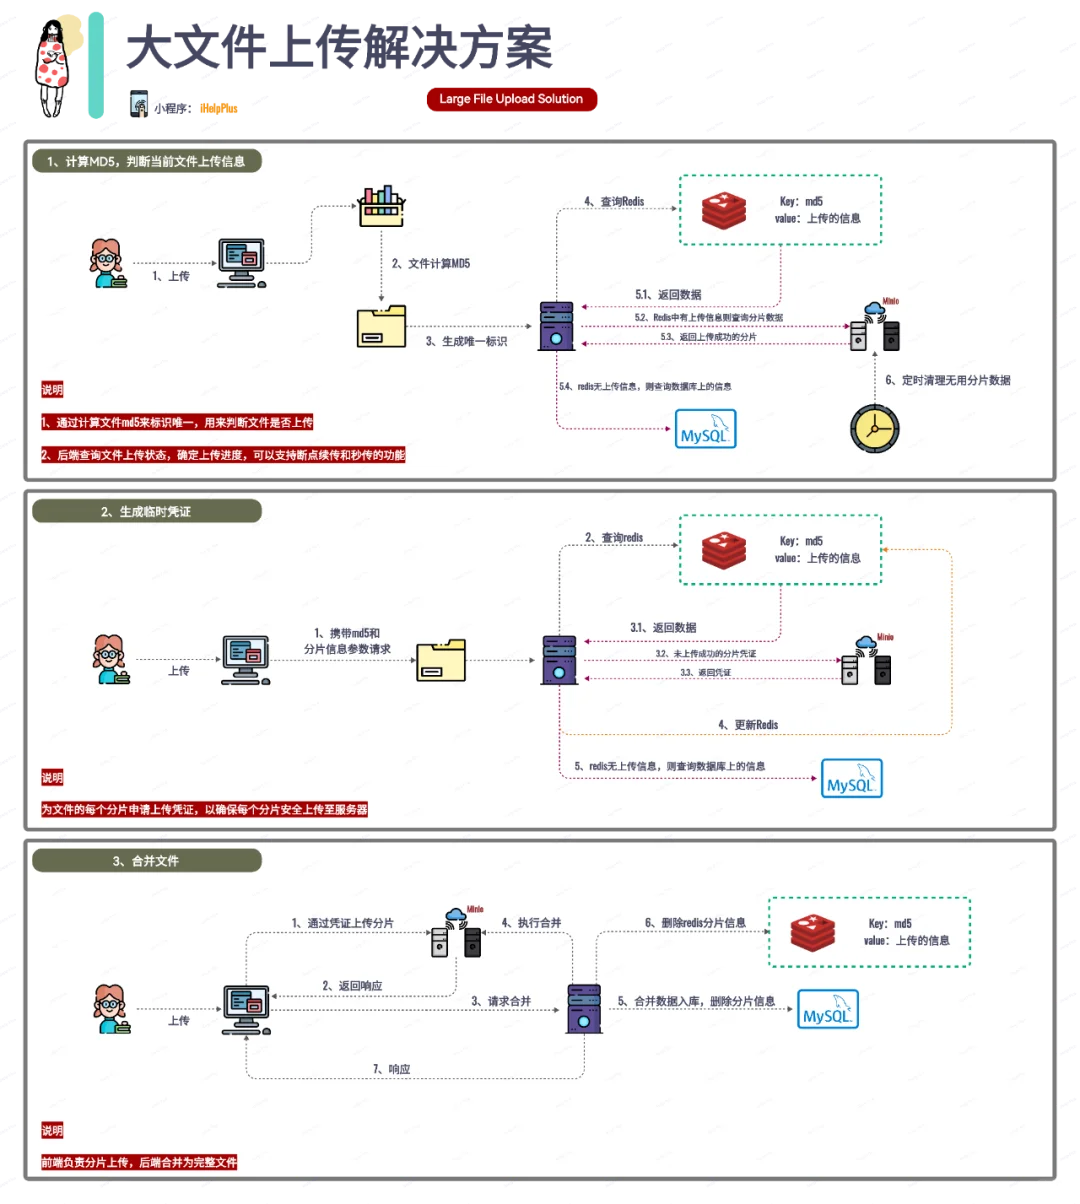 大文件上传解决方案
小程序： iHelpPlus
Large File Upload Solution
1、计算MD5，判断当前文件上传信息
4、查询Redis
Key：md5
value：上传的信息
1、上传
2、文件计算MD5
3、生成唯一标识
5.1、返回数据
5.2、Redis中有上传信息则查询分片数据
5.3、返回上传成功的分片
Minio
5.4、redis无上传信息，则查询数据库上的信息
6、定时清理无用分片数据
MySQL
说明
1、通过计算文件md5来标识唯一，用来判断文件是否上传
2、后端查询文件上传状态，确定上传进度，可以支持断点续传和秒传的功能
2、生成临时凭证
2、查询redis
Key：md5
value：上传的信息
上传
1、携带md5和
分片信息参数请求
3.1、返回数据
3.2、未上传成功的分片凭证
3.3、返回凭证
Minio
4、更新Redis
5、redis无上传信息，则查询数据库上的信息
MySQL
说明
为文件的每个分片申请上传凭证，以确保每个分片安全上传至服务器
3、合并文件
1、通过凭证上传分片
Minio
4、执行合并
6、删除redis分片信息
Key：md5
value：上传的信息
上传
2、返回响应
3、请求合并
5、合并数据入库，删除分片信息
MySQL
7、响应
说明
前端负责分片上传，后端合并为完整文件